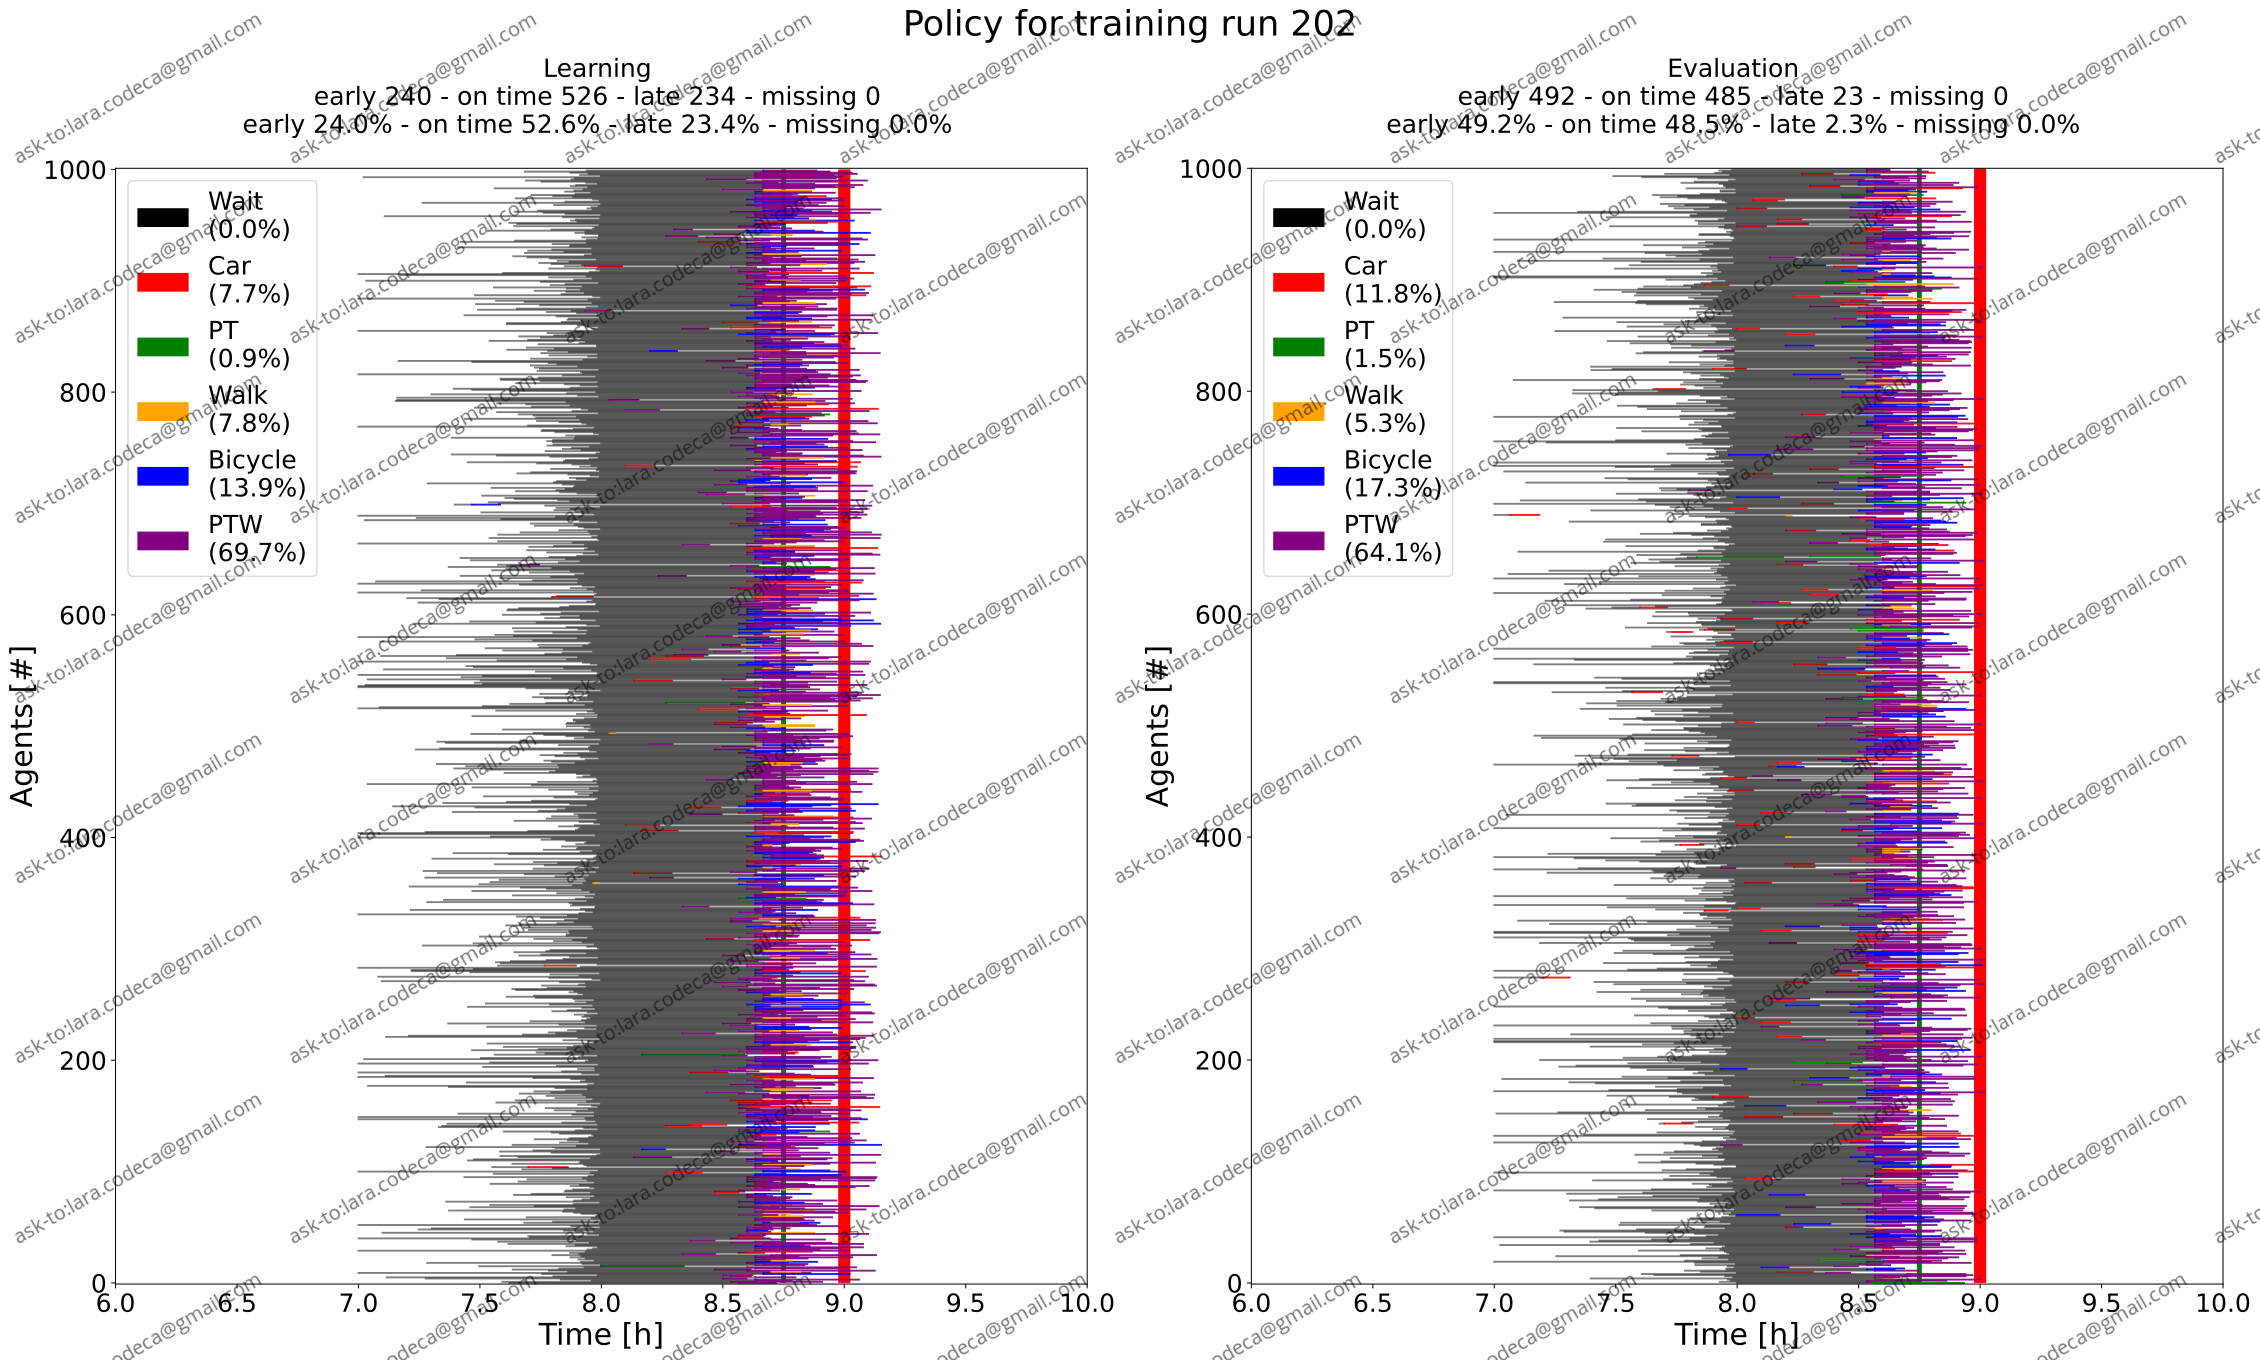 Policy for training run 202
Learning
early 240 - on time 526 - late 234 - missing 0
early 24.0% - on time 52.6% - late 23.4% - missing 0.0%
Wait
(0.0%)
Car
(7.7%)
PT
(0.9%)
Walk
(7.8%)
Bicycle
(13.9%)
PTW
(69.7%)
1000
800
600
400
200
0
Agents [#]
6.0 6.5 7.0 7.5 8.0 8.5 9.0 9.5 10.0
Time [h]
Evaluation
early 492 - on time 485 - late 23 - missing 0
early 49.2% - on time 48.5% - late 2.3% - missing 0.0%
Wait
(0.0%)
Car
(11.8%)
PT
(1.5%)
Walk
(5.3%)
Bicycle
(17.3%)
PTW
(64.1%)
1000
800
600
400
200
0
Agents [#]
6.0 6.5 7.0 7.5 8.0 8.5 9.0 9.5 10.0
Time [h]
ask-to:lara.codeca@gmail.com